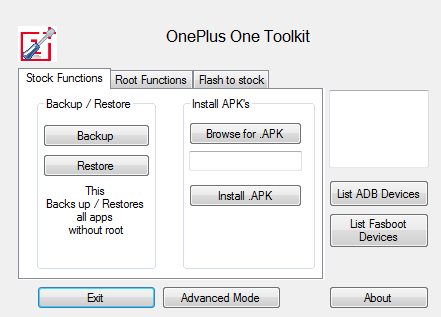 OnePlus One Toolkit
Stock Functions
Root Functions
Flash to stock
Backup / Restore
Backup
Restore
This
Backs up / Restores
all apps
without root
Install APK's
Browse for .APK
Install .APK
List ADB Devices
List Fasboot
Devices
Exit
Advanced Mode
About